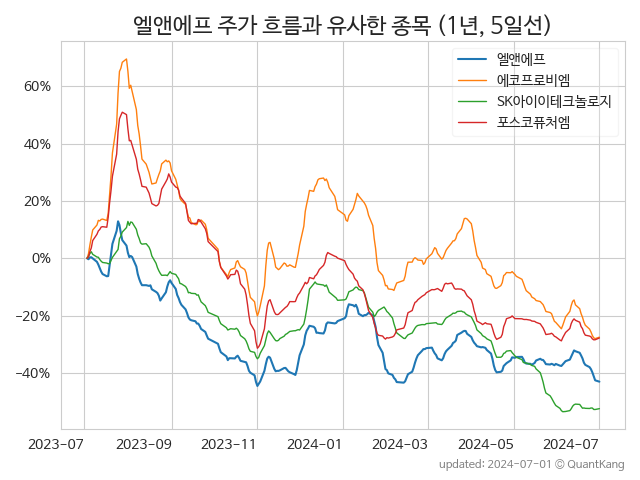 엘앤에프 주가 흐름과 유사한 종목 (1년, 5일선)
엘앤에프
에코프로비엠
SK아이이테크놀로지
포스코퓨처엠
60%
40%
20%
0%
−20%
−40%
2023-07
2023-09
2023-11
2024-01
2024-03
2024-05
2024-07
updated: 2024-07-01 © QuantKang